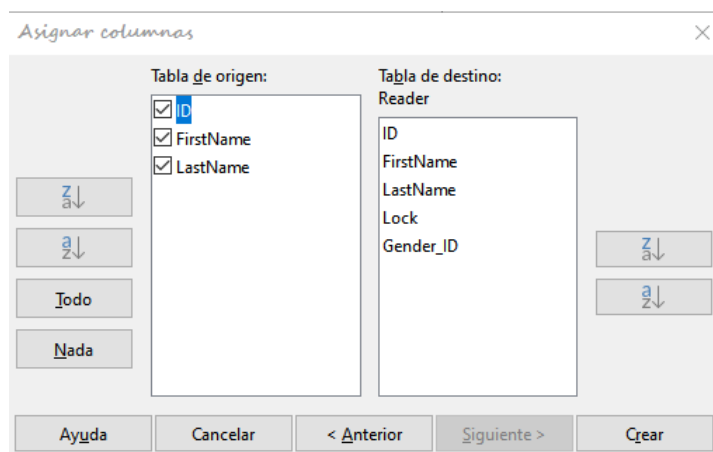 Asignar columnas
Tabla de origen:
ID
FirstName
LastName
Tabla de destino:
Reader
ID
FirstName
LastName
Lock
Gender_ID
Z
a
a
z
Todo
Nada
Z
a
a
z
Ayuda
Cancelar
< Anterior
Siguiente >
Crear